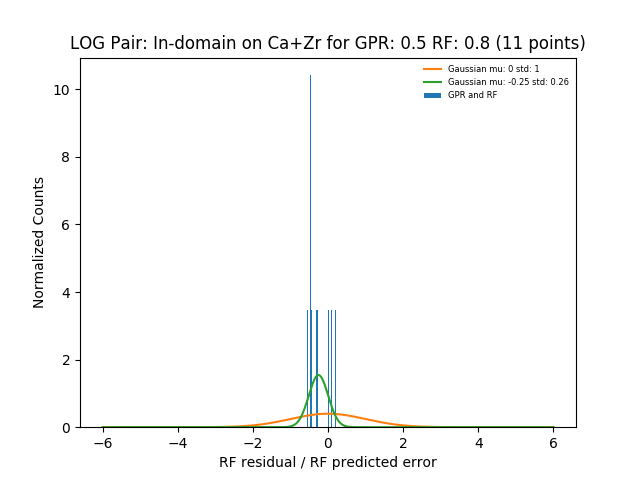 LOG Pair: In-domain on Ca+Zr for GPR: 0.5 RF: 0.8 (11 points)
Gaussian mu: 0 std: 1
Gaussian mu: -0.25 std: 0.26
GPR and RF
Normalized Counts
10
8
6
4
2
0
−6 −4 −2 0 2 4 6
RF residual / RF predicted error